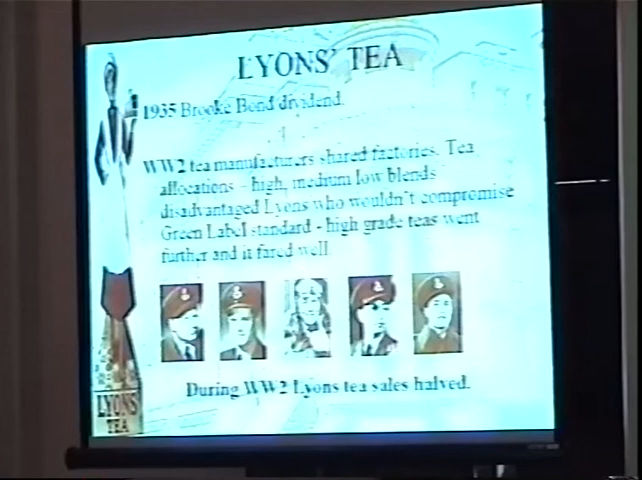 LYONS' TEA
1935 Brooke Bond dividend.
WW2 tea manufacturers shared factories. Tea
allocations - high, medium low blends
disadvantaged Lyons who wouldn't compromise
Green Label standard - high grade teas went
further and it fared well
During WW2 Lyons tea sales halved.
LYONS
TEA